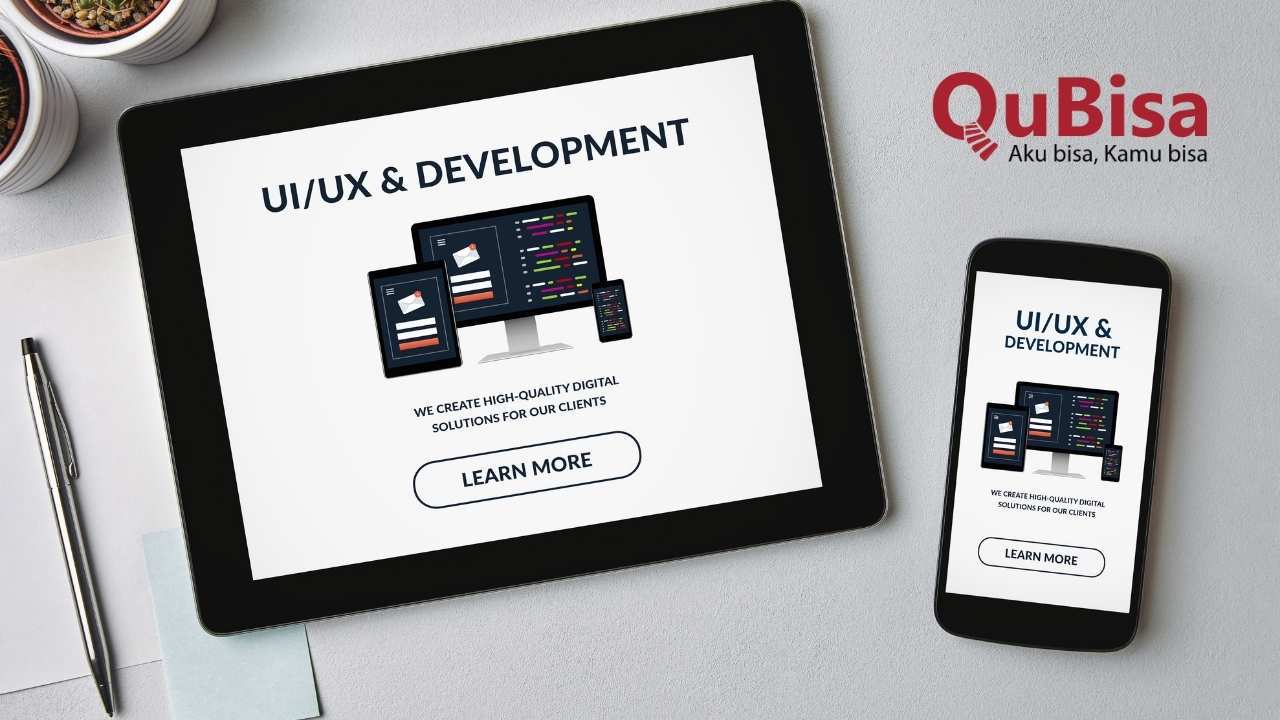 UI/UX & DEVELOPMENT
WE CREATE HIGH-QUALITY DIGITAL
SOLUTIONS FOR OUR CLIENTS
LEARN MORE
QuBisa
Aku bisa, Kamu bisa
UI/UX &
DEVELOPMENT
WE CREATE HIGH-QUALITY DIGITAL
SOLUTIONS FOR OUR CLIENTS
LEARN MORE